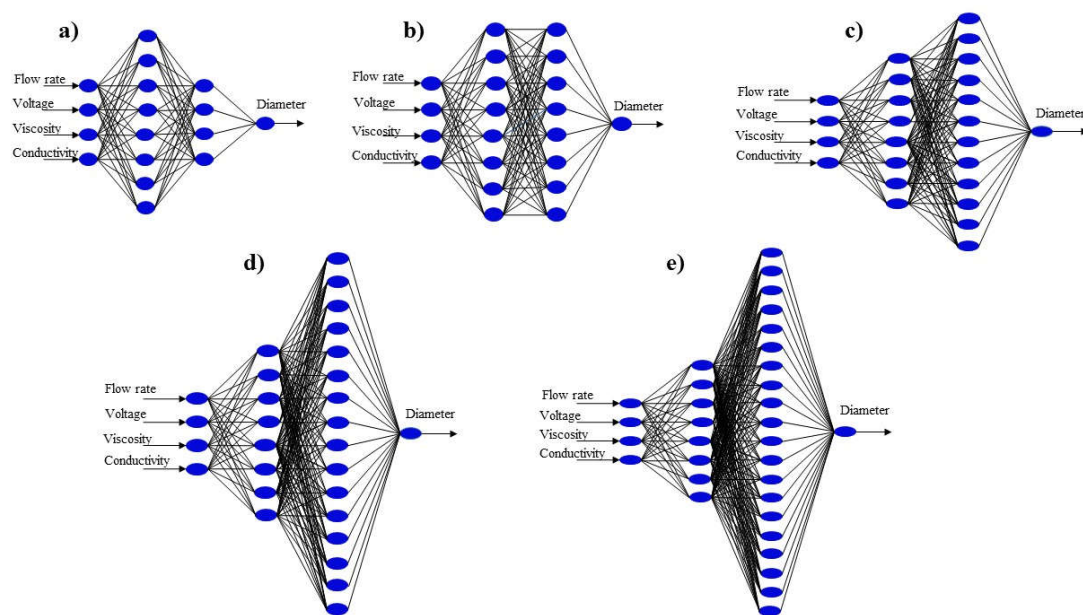 a)
Flow rate
Voltage
Viscosity
Conductivity
Diameter
b)
Flow rate
Voltage
Viscosity
Conductivity
Diameter
c)
Flow rate
Voltage
Viscosity
Conductivity
Diameter
d)
Flow rate
Voltage
Viscosity
Conductivity
Diameter
e)
Flow rate
Voltage
Viscosity
Conductivity
Diameter